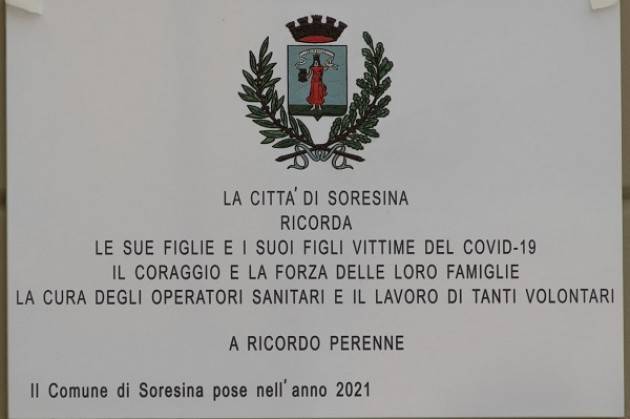 LA CITTA' DI SORESINA
RICORDA
LE SUE FIGLIE E I SUOI FIGLI VITTIME DEL COVID-19
IL CORAGGIO E LA FORZA DELLE LORO FAMIGLIE
LA CURA DEGLI OPERATORI SANITARI E IL LAVORO DI TANTI VOLONTARI
A RICORDO PERENNE
Il Comune di Soresina pose nell'anno 2021